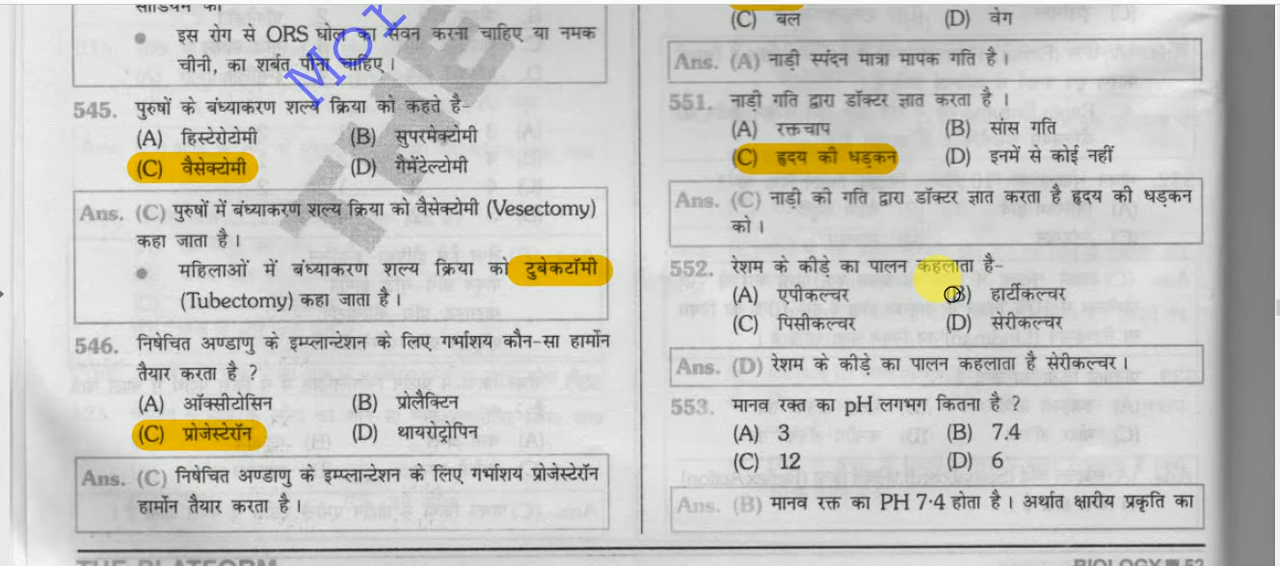 सोडियम की
● इस रोग से ORS घोल का सेवन करना चाहिए या नमक
चीनी, का शर्बत पीना चाहिए।
545. पुरुषों के बंध्याकरण शल्य क्रिया को कहते है-
(A) हिस्टेरोटोमी (B) सुपरमेक्टोमी
(C) वैसेक्टोमी (D) गैमेंटेल्टोमी
Ans. (C) पुरुषों में बंध्याकरण शल्य क्रिया को वैसेक्टोमी (Vesectomy)
कहा जाता है।
● महिलाओं में बंध्याकरण शल्य क्रिया को टुबेकटॉमी
(Tubectomy) कहा जाता है।
546. निषेचित अण्डाणु के इम्प्लान्टेशन के लिए गर्भाशय कौन-सा हार्मोन
तैयार करता है ?
(A) ऑक्सीटोसिन (B) प्रोलैक्टिन
(C) प्रोजेस्टेरॉन (D) थायरोट्रोपिन
Ans. (C) निषेचित अण्डाणु के इम्प्लान्टेशन के लिए गर्भाशय प्रोजेस्टेरॉन
हार्मोन तैयार करता है।
THE PLATFORM
(C) बल (D) वेग
Ans. (A) नाड़ी स्पंदन मात्रा मापक गति है।
551. नाड़ी गति द्वारा डॉक्टर ज्ञात करता है ।
(A) रक्तचाप (B) सांस गति
(C) हृदय की धड़कन (D) इनमें से कोई नहीं
Ans. (C) नाड़ी की गति द्वारा डॉक्टर ज्ञात करता है हृदय की धड़कन
को।
552. रेशम के कीड़े का पालन कहलाता है-
(A) एपीकल्चर (B) हार्टीकल्चर
(C) पिसीकल्चर (D) सेरीकल्चर
Ans. (D) रेशम के कीड़े का पालन कहलाता है सेरीकल्चर।
553. मानव रक्त का pH लगभग कितना है ?
(A) 3 (B) 7.4
(C) 12 (D) 6
Ans. (B) मानव रक्त का PH 7·4 होता है। अर्थात क्षारीय प्रकृति का
BIOLOGY ■ 52